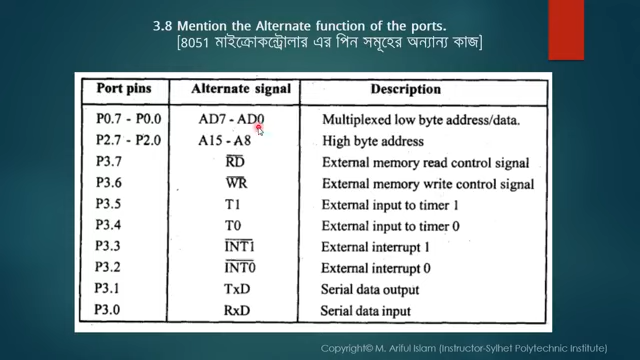 3.8 Mention the Alternate function of the ports.
[8051 মাইক্রোকন্ট্রোলার এর পিন সমূহের অন্যান্য কাজ]
Port pins Alternate signal Description
P0.7 - P0.0 AD7 - AD0 Multiplexed low byte address/data.
P2.7 - P2.0 A15 - A8 High byte address
P3.7 R̅D̅ External memory read control signal
P3.6 W̅R̅ External memory write control signal
P3.5 T1 External input to timer 1
P3.4 T0 External input to timer 0
P3.3 I̅N̅T̅1̅ External interrupt 1
P3.2 I̅N̅T̅0̅ External interrupt 0
P3.1 TxD Serial data output
P3.0 RxD Serial data input
Copyright© M. Ariful Islam (Instructor-Sylhet Polytechnic Institute)